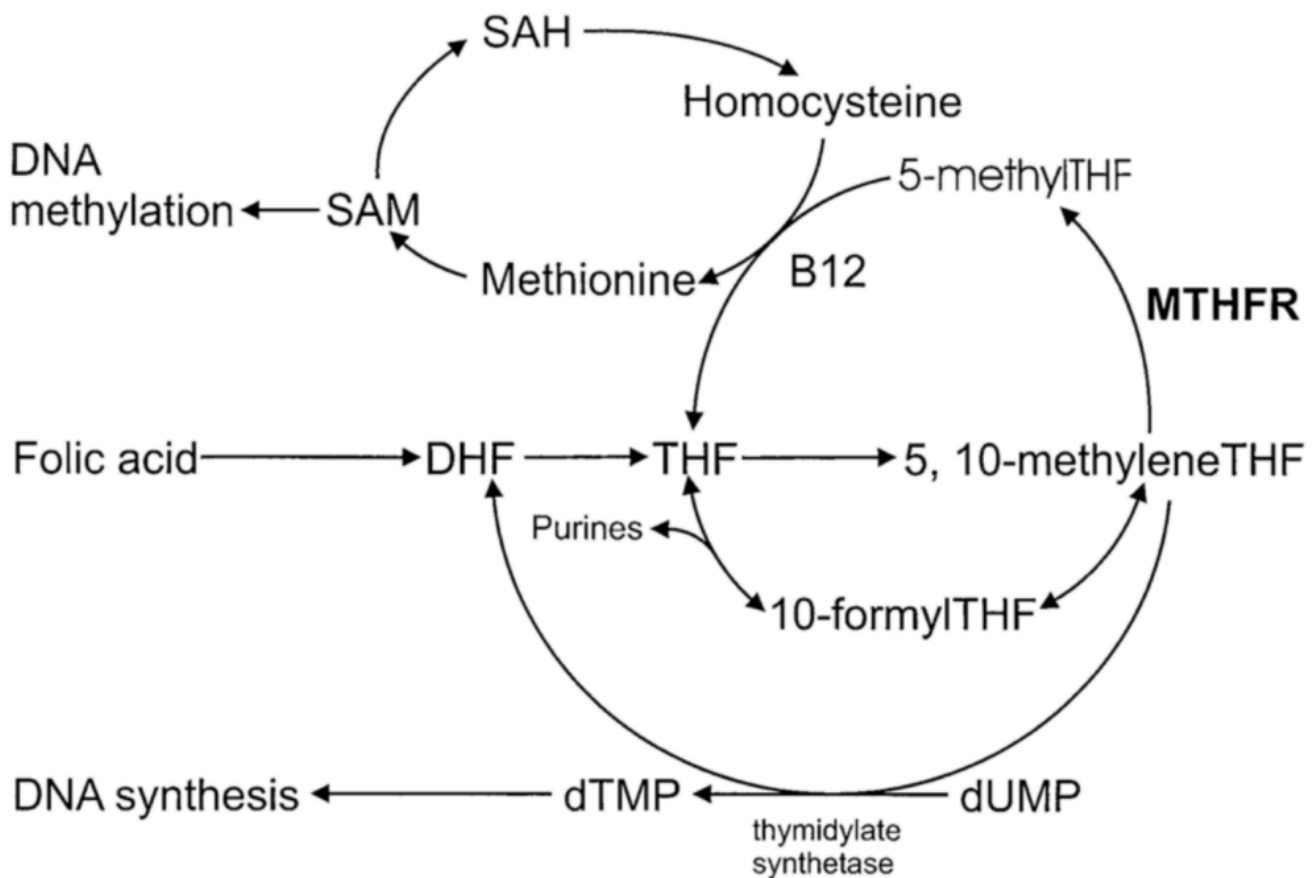 SAH
Homocysteine
DNA
methylation
SAM
5-methylTHF
Methionine
B12
MTHFR
Folic acid
DHF
THF
5, 10-methyleneTHF
Purines
10-formylTHF
DNA synthesis
dTMP
dUMP
thymidylate
synthetase